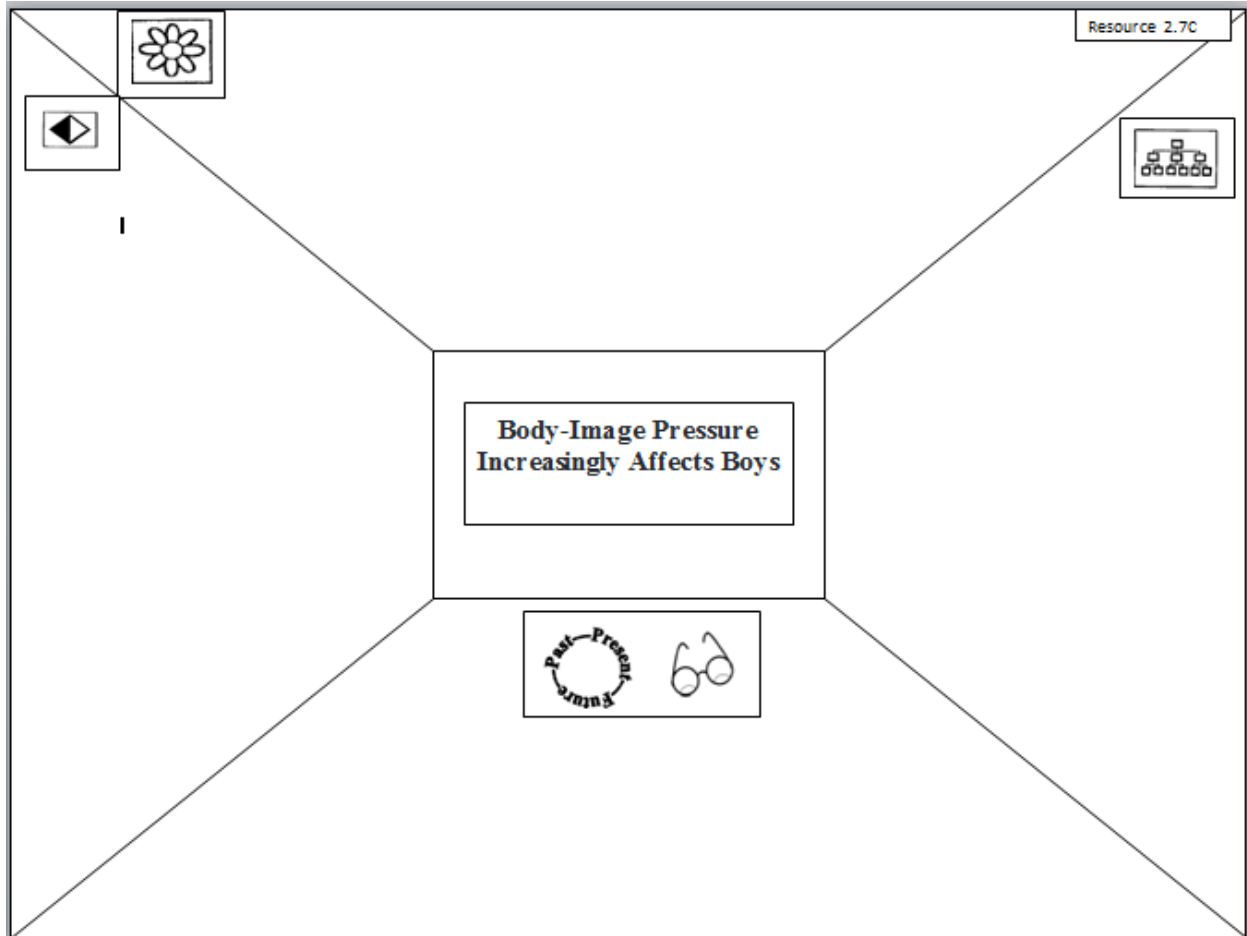 Resource 2.7C
Body-Image Pressure
Increasingly Affects Boys
Past Present Future